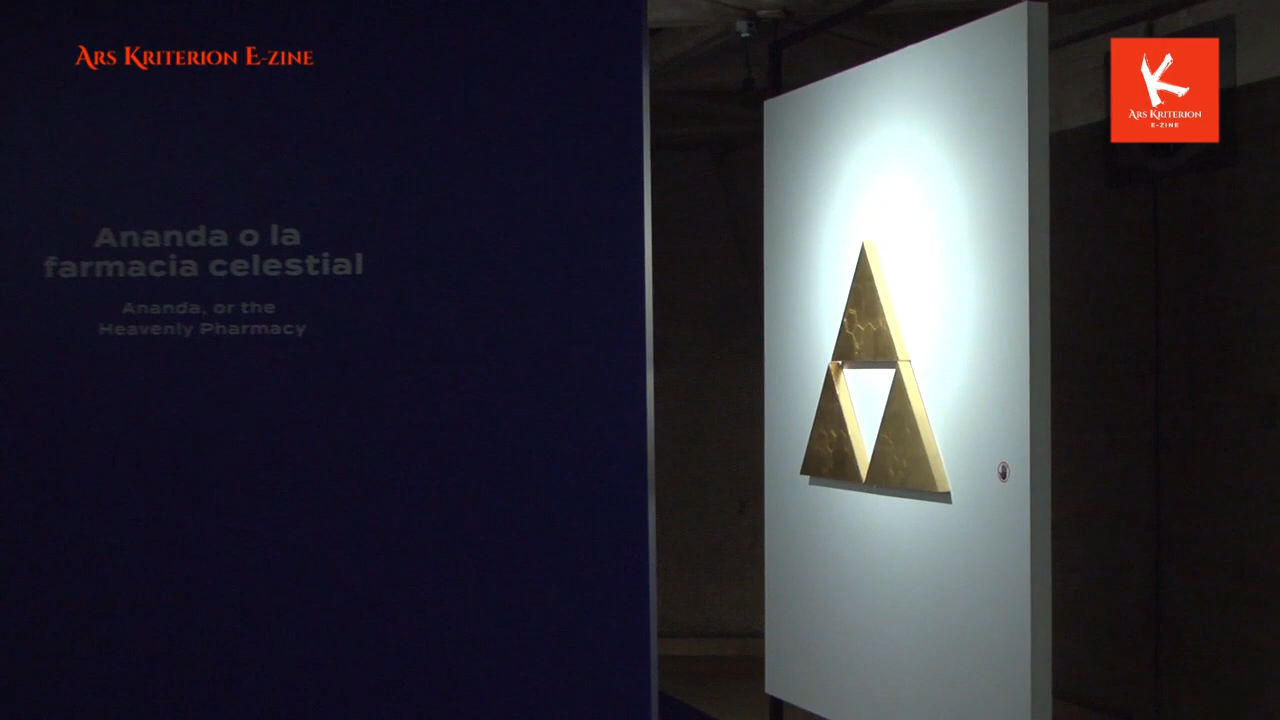 Ars Kriterion E-zine
Ananda o la
farmacia celestial
Ananda, or the
Heavenly Pharmacy
K
Ars Kriterion
E-ZINE